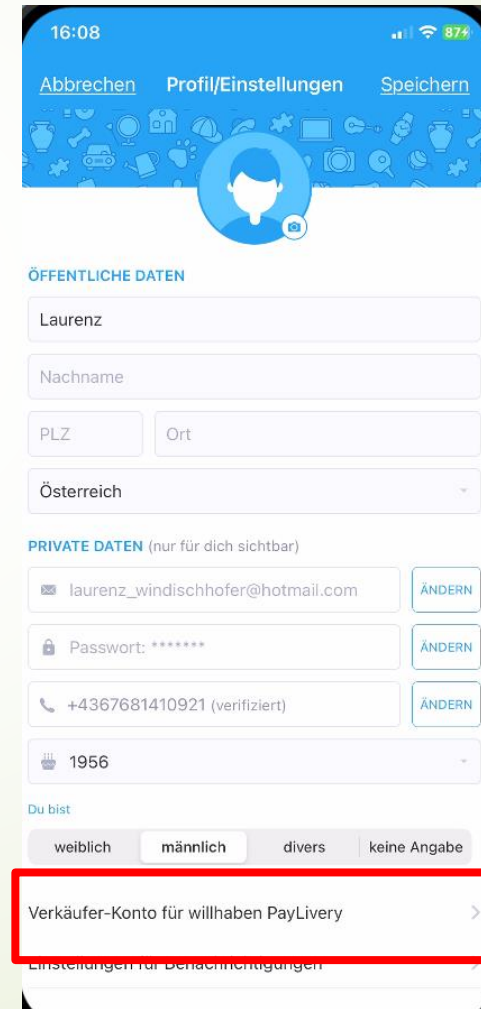 16:08
87
Abbrechen Profil/Einstellungen Speichern
ÖFFENTLICHE DATEN
Laurenz
Nachname
PLZ Ort
Österreich
PRIVATE DATEN (nur für dich sichtbar)
laurenz_windischhofer@hotmail.com ÄNDERN
Passwort: ******* ÄNDERN
+4367681410921 (verifiziert) ÄNDERN
1956
Du bist
weiblich männlich divers keine Angabe
Verkäufer-Konto für willhaben PayLivery
Einstellungen für Benachrichtigungen